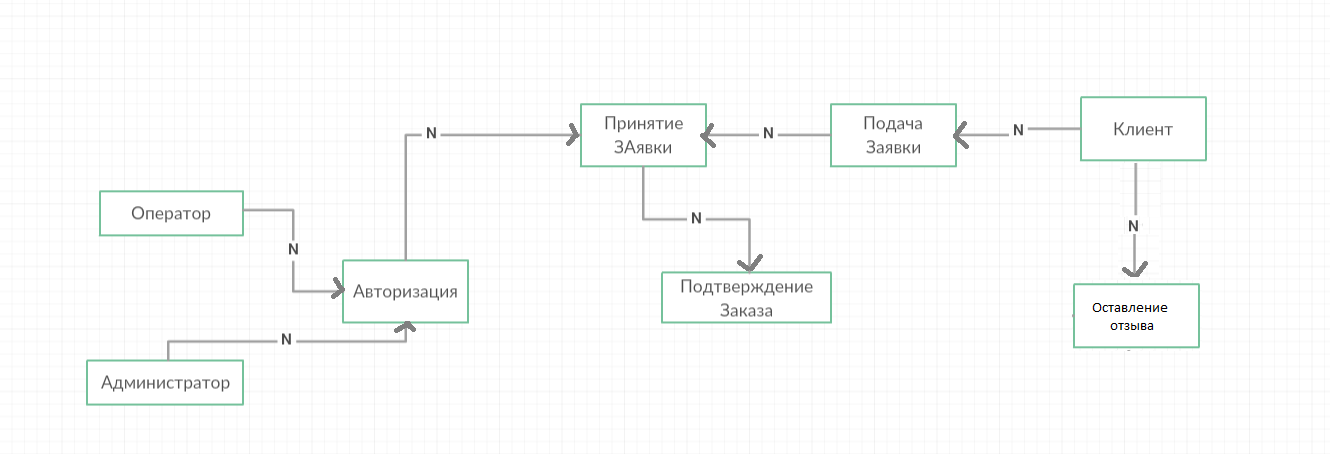 Принятие
ЗАявки
N
Подача
Заявки
N
Клиент
N
Оператор
N
Авторизация
N
Администратор
N
Подтверждение
Заказа
N
Оставление
отзыва
N